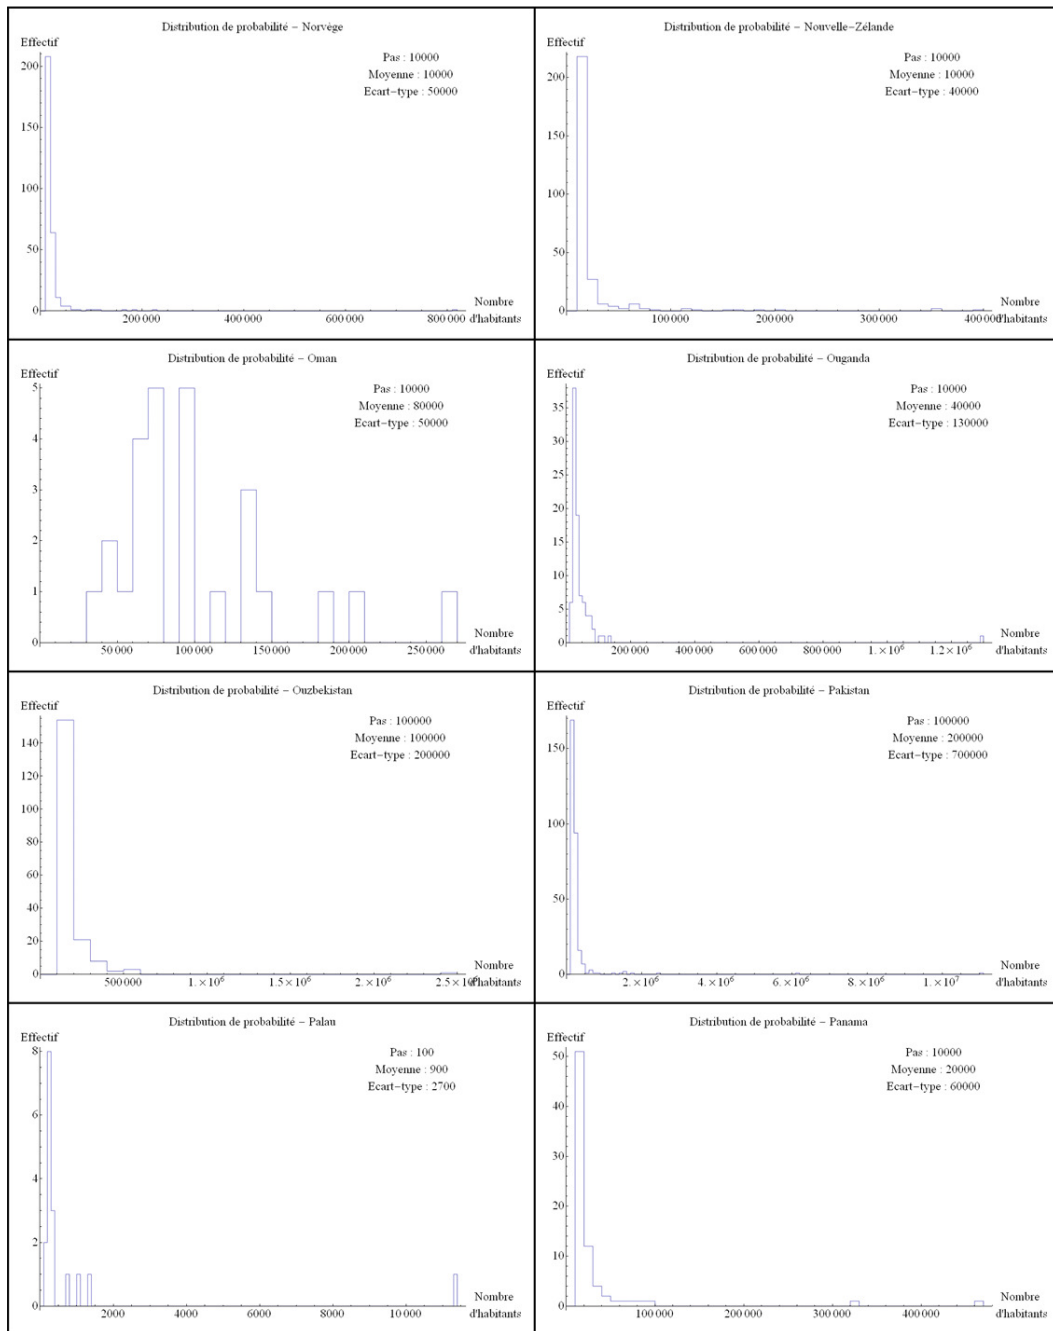 Distribution de probabilité − Norvège
Effectif
Pas : 10000
Moyenne : 10000
Ecart−type : 50000
200
150
100
50
0
200 000
400 000
600 000
800 000
Nombre
d'habitants
Distribution de probabilité − Nouvelle−Zélande
Effectif
Pas : 10000
Moyenne : 10000
Ecart−type : 40000
200
150
100
50
0
100 000
200 000
300 000
400 000
Nombre
d'habitants
Distribution de probabilité − Oman
Effectif
Pas : 10000
Moyenne : 80000
Ecart−type : 50000
5
4
3
2
1
0
50 000
100 000
150 000
200 000
250 000
Nombre
d'habitants
Distribution de probabilité − Ouganda
Effectif
Pas : 10000
Moyenne : 40000
Ecart−type : 130000
35
30
25
20
15
10
5
0
200 000
400 000
600 000
800 000
1.×10⁶
1.2×10⁶
Nombre
d'habitants
Distribution de probabilité − Ouzbekistan
Effectif
Pas : 100000
Moyenne : 100000
Ecart−type : 200000
140
120
100
80
60
40
20
0
500 000
1.×10⁶
1.5×10⁶
2.×10⁶
2.5×10⁶
Nombre
d'habitants
Distribution de probabilité − Pakistan
Effectif
Pas : 100000
Moyenne : 200000
Ecart−type : 700000
150
100
50
0
2.×10⁶
4.×10⁶
6.×10⁶
8.×10⁶
1.×10⁷
Nombre
d'habitants
Distribution de probabilité − Palau
Effectif
Pas : 100
Moyenne : 900
Ecart−type : 2700
8
6
4
2
0
2000
4000
6000
8000
10 000
Nombre
d'habitants
Distribution de probabilité − Panama
Effectif
Pas : 10000
Moyenne : 20000
Ecart−type : 60000
50
40
30
20
10
0
100 000
200 000
300 000
400 000
Nombre
d'habitants